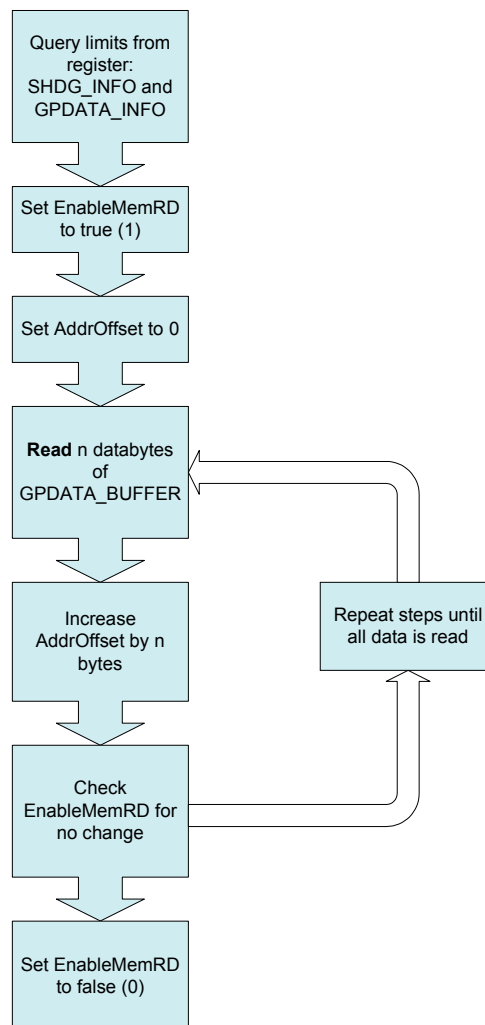 Query limits from
register:
SHDG_INFO and
GPDATA_INFO
Set EnableMemRD
to true (1)
Set AddrOffset to 0
Read n databytes
of
GPDATA_BUFFER
Increase
AddrOffset by n
bytes
Repeat steps until
all data is read
Check
EnableMemRD for
no change
Set EnableMemRD
to false (0)